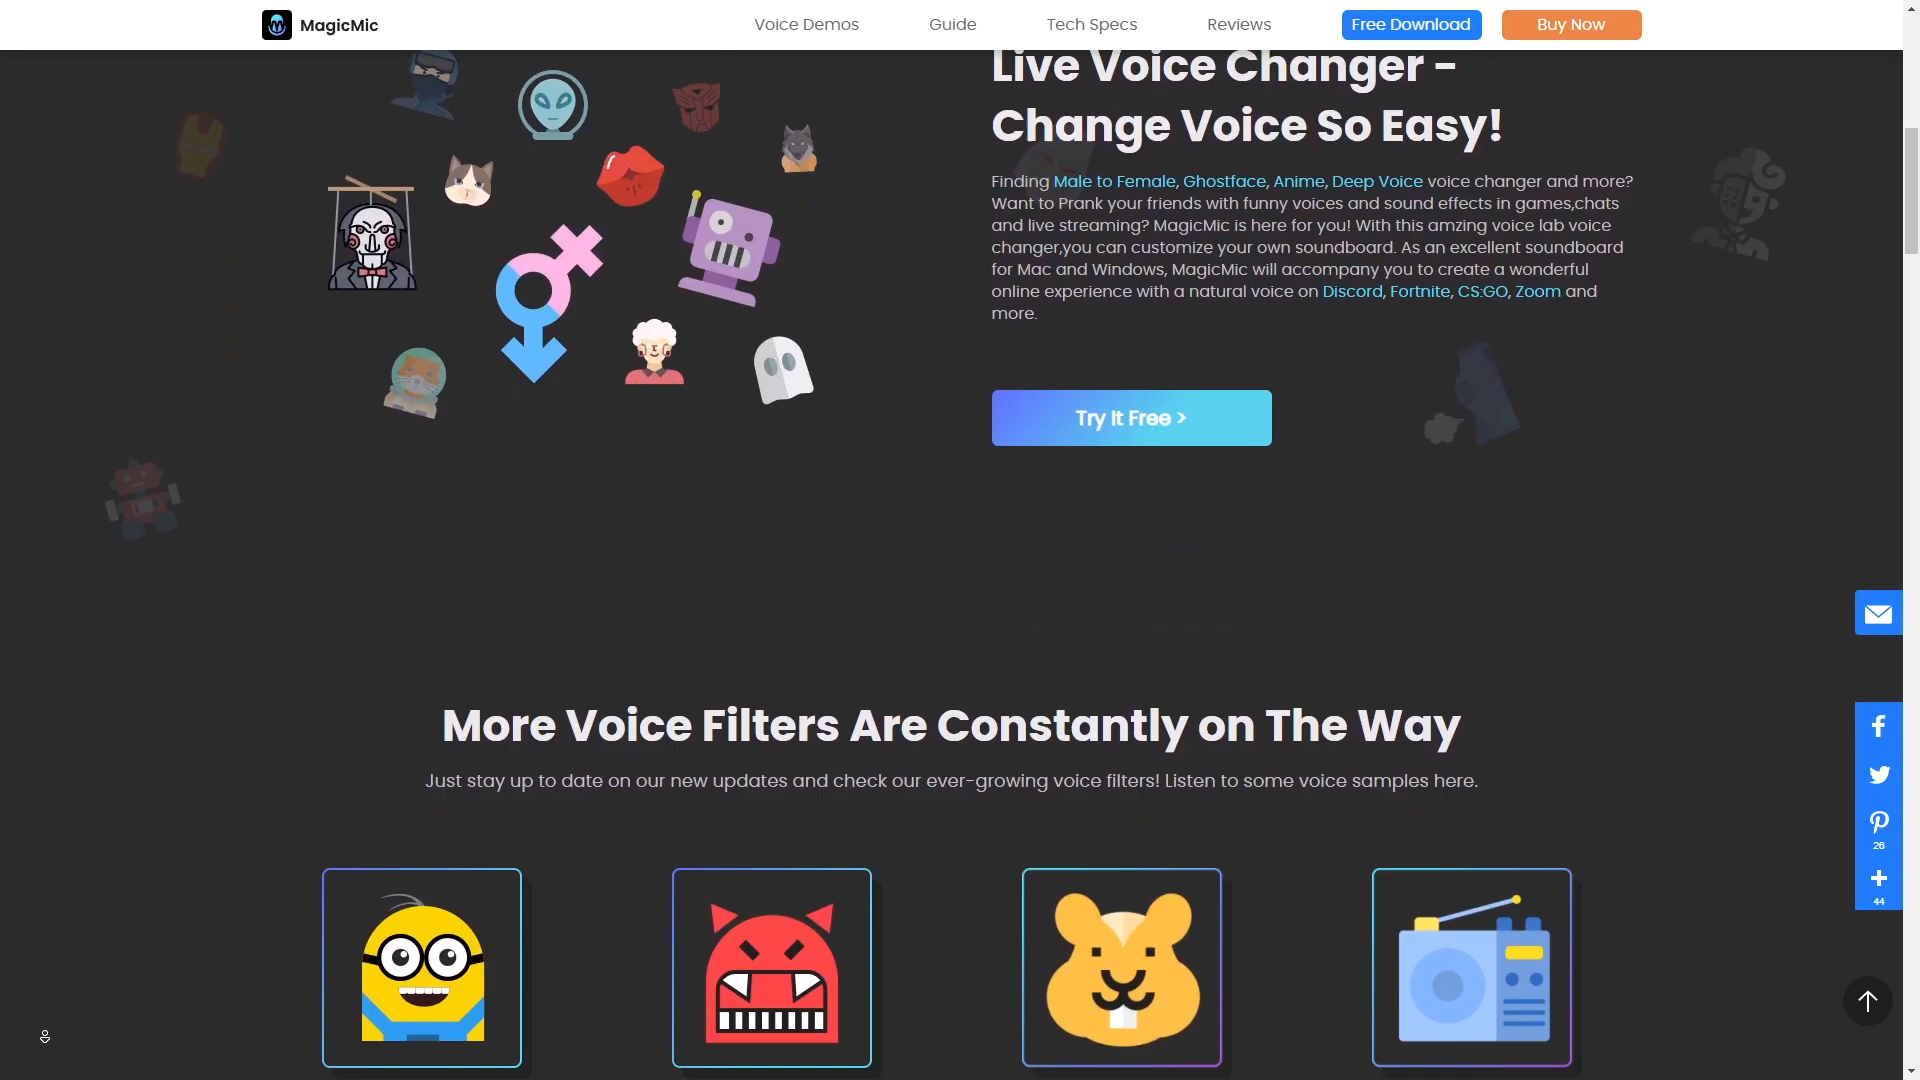 MagicMic
Voice Demos
Guide
Tech Specs
Reviews
Free Download
Buy Now
Live Voice Changer -
Change Voice So Easy!
Finding Male to Female, Ghostface, Anime, Deep Voice voice changer and more?
Want to Prank your friends with funny voices and sound effects in games,chats
and live streaming? MagicMic is here for you! With this amzing voice lab voice
changer,you can customize your own soundboard. As an excellent soundboard
for Mac and Windows, MagicMic will accompany you to create a wonderful
online experience with a natural voice on Discord, Fortnite, CS:GO, Zoom and
more.
Try It Free >
More Voice Filters Are Constantly on The Way
Just stay up to date on our new updates and check our ever-growing voice filters! Listen to some voice samples here.
26
44